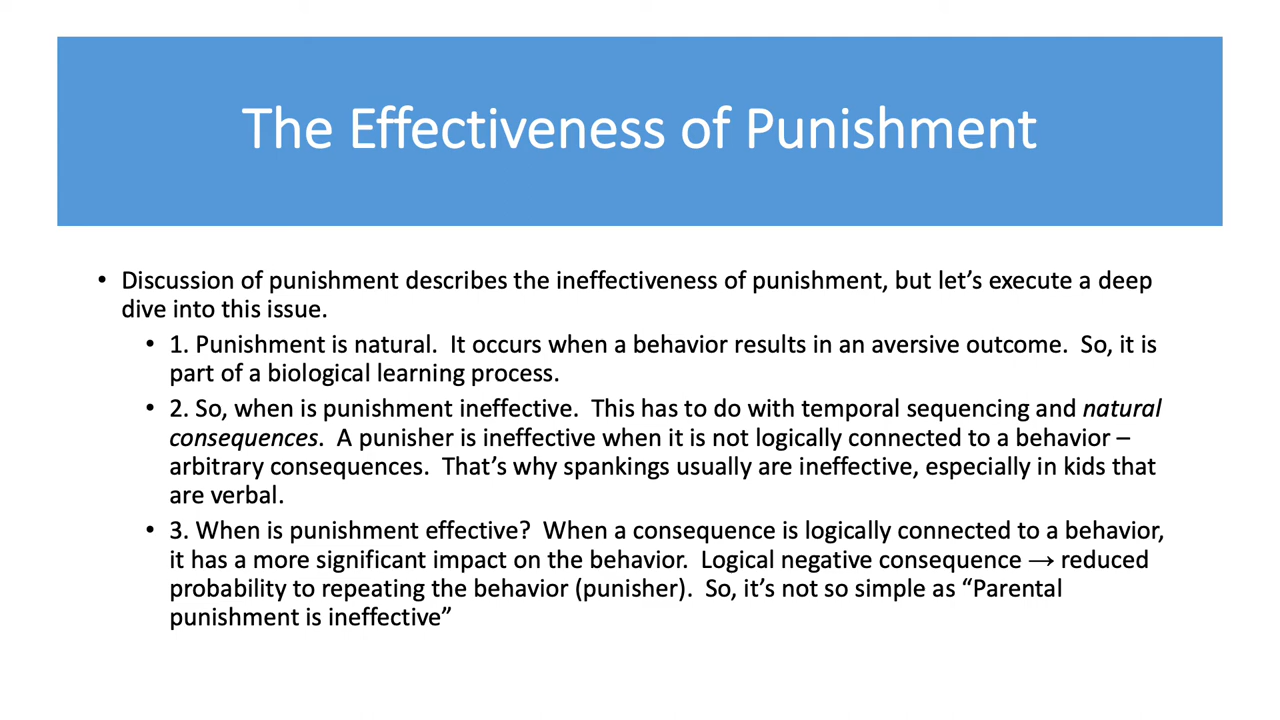 The Effectiveness of Punishment
• Discussion of punishment describes the ineffectiveness of punishment, but let’s execute a deep
dive into this issue.
• 1. Punishment is natural.  It occurs when a behavior results in an aversive outcome.  So, it is
part of a biological learning process.
• 2. So, when is punishment ineffective.  This has to do with temporal sequencing and natural
consequences.  A punisher is ineffective when it is not logically connected to a behavior –
arbitrary consequences.  That’s why spankings usually are ineffective, especially in kids that
are verbal.
• 3. When is punishment effective?  When a consequence is logically connected to a behavior,
it has a more significant impact on the behavior.  Logical negative consequence → reduced
probability to repeating the behavior (punisher).  So, it’s not so simple as “Parental
punishment is ineffective”